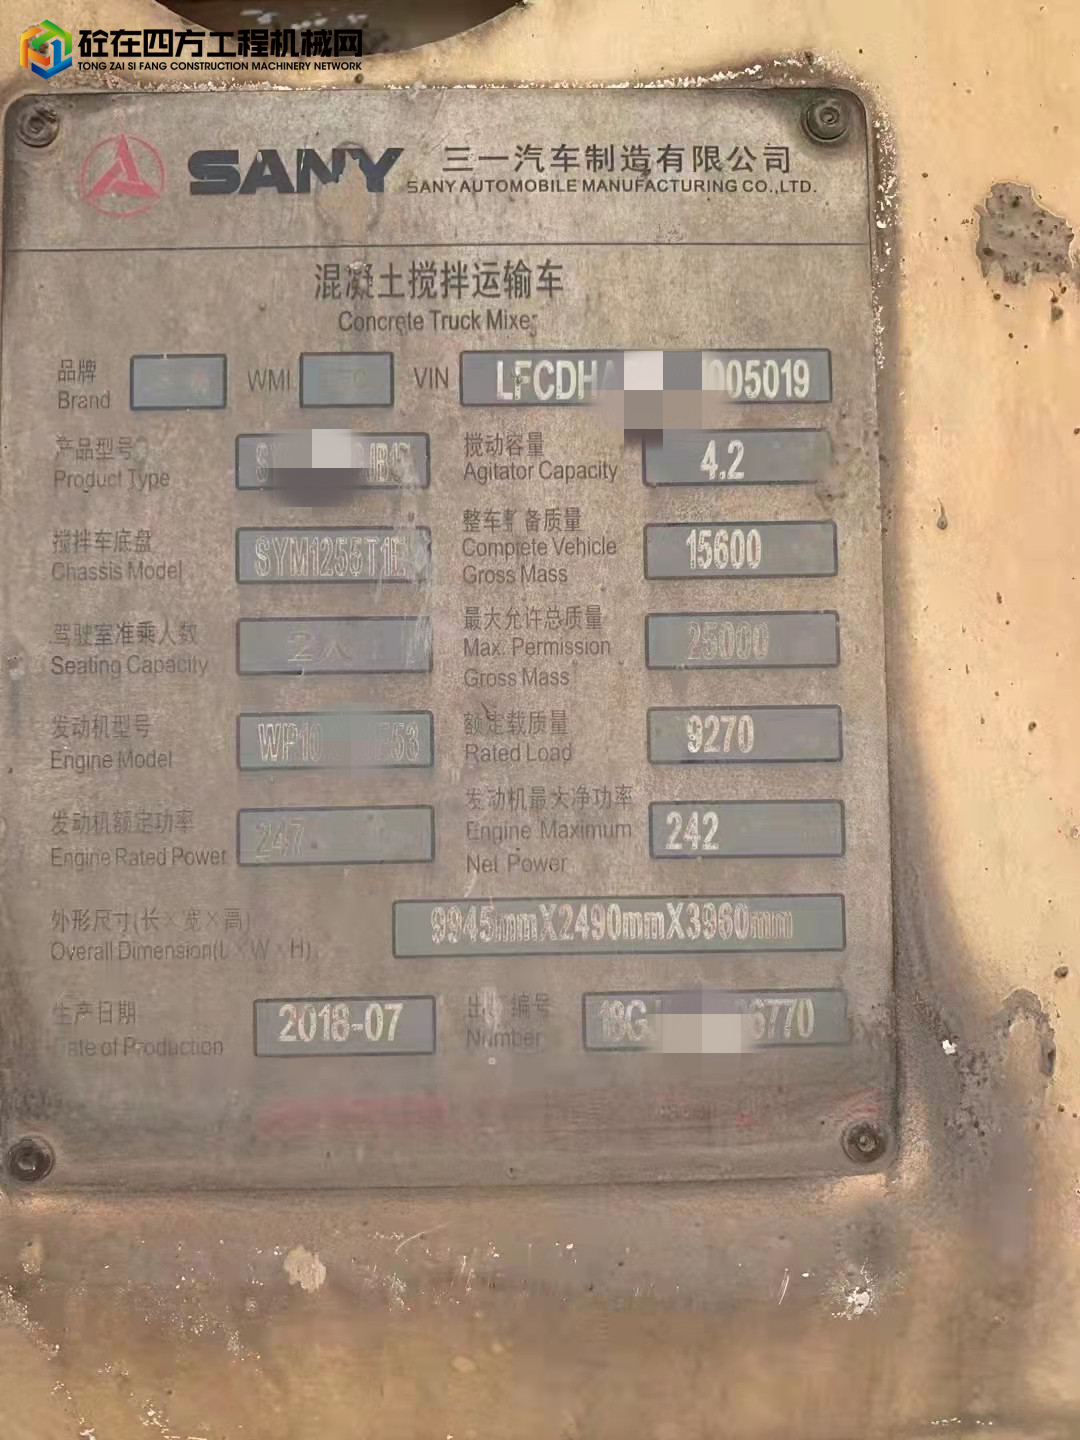 砼在四方工程机械网
TONG ZAI SI FANG CONSTRUCTION MACHINERY NETWORK
SANY 三一汽车制造有限公司
SANY AUTOMOBILE MANUFACTURING CO.,LTD.
混凝土搅拌运输车
Concrete Truck Mixer
品牌
Brand
WMI
VIN LFCDHA 005019
产品型号
Product Type
搅动容量
Agitator Capacity 4.2
搅拌车底盘
Chassis Model SYM1255T1E
整车整备质量
Complete Vehicle
Gross Mass 15600
驾驶室准乘人数
Seating Capacity 2人
最大允许总质量
Max. Permission
Gross Mass 25000
发动机型号
Engine Model WP10 E53
额定载质量
Rated Load 9270
发动机额定功率
Engine Rated Power 247
发动机最大净功率
Engine Maximum
Net Power 242
外形尺寸(长×宽×高)
Overall Dimension(L×W×H) 9945mmX2490mmX3960mm
生产日期
Date of Production 2018-07
出厂编号
Number 18GJ 6770